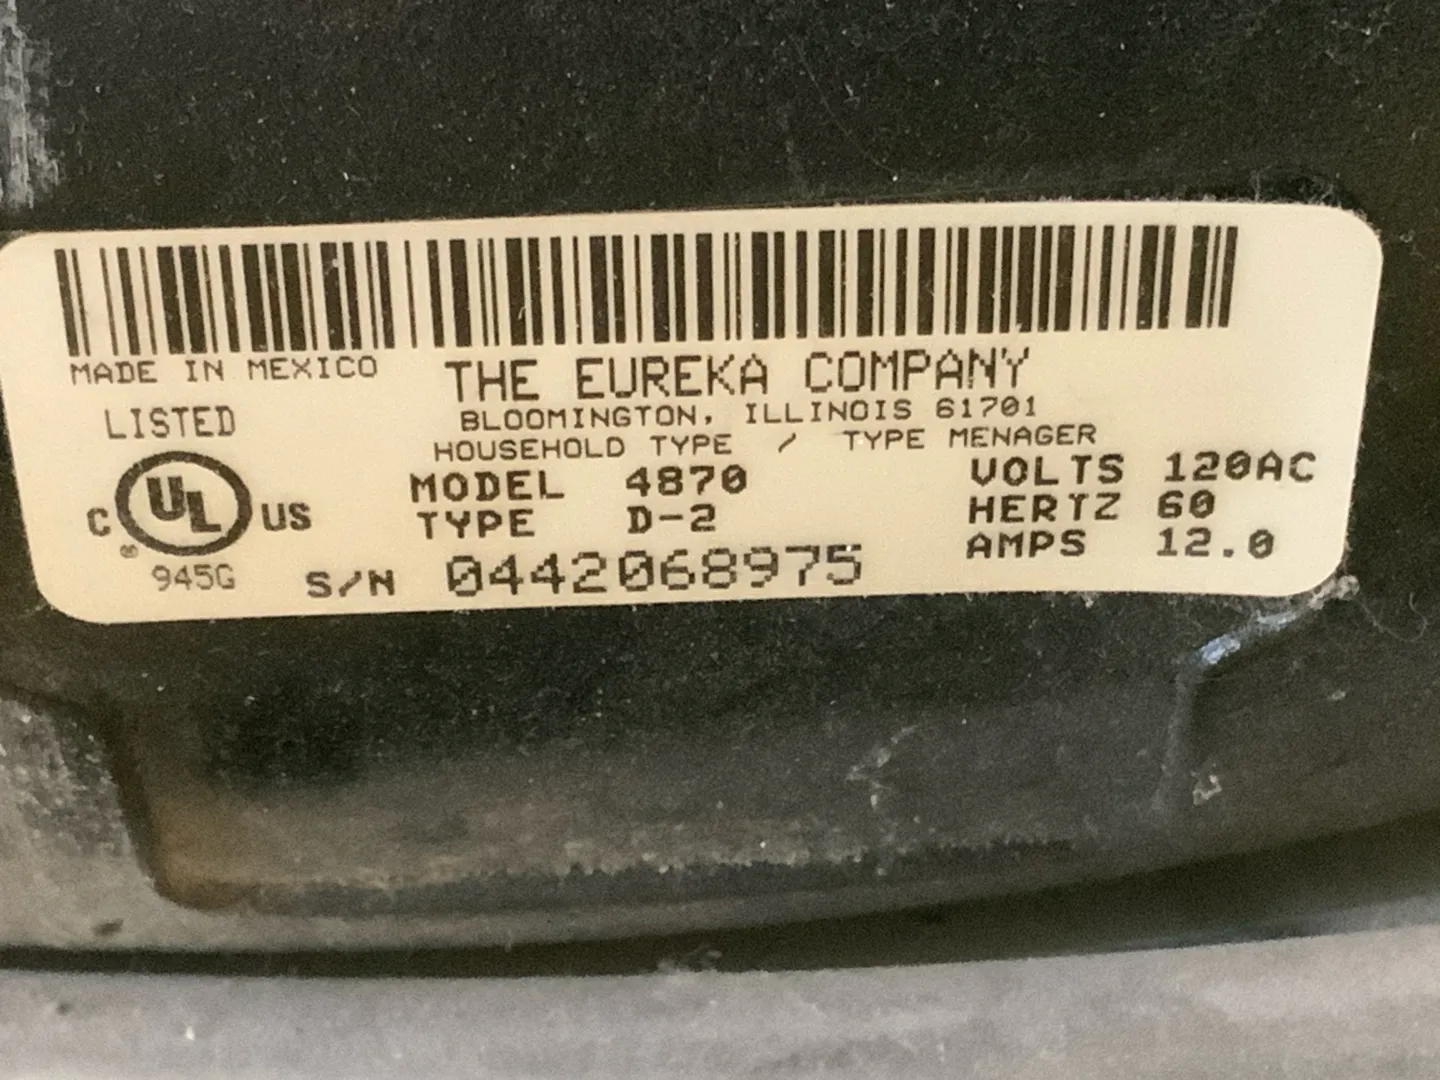 MADE IN MEXICO
THE EUREKA COMPANY
BLOOMINGTON, ILLINOIS 61701
HOUSEHOLD TYPE / TYPE MENAGER
LISTED
C UL US
®
945G
MODEL 4870
TYPE D-2
S/N 0442068975
VOLTS 120AC
HERTZ 60
AMPS 12.0